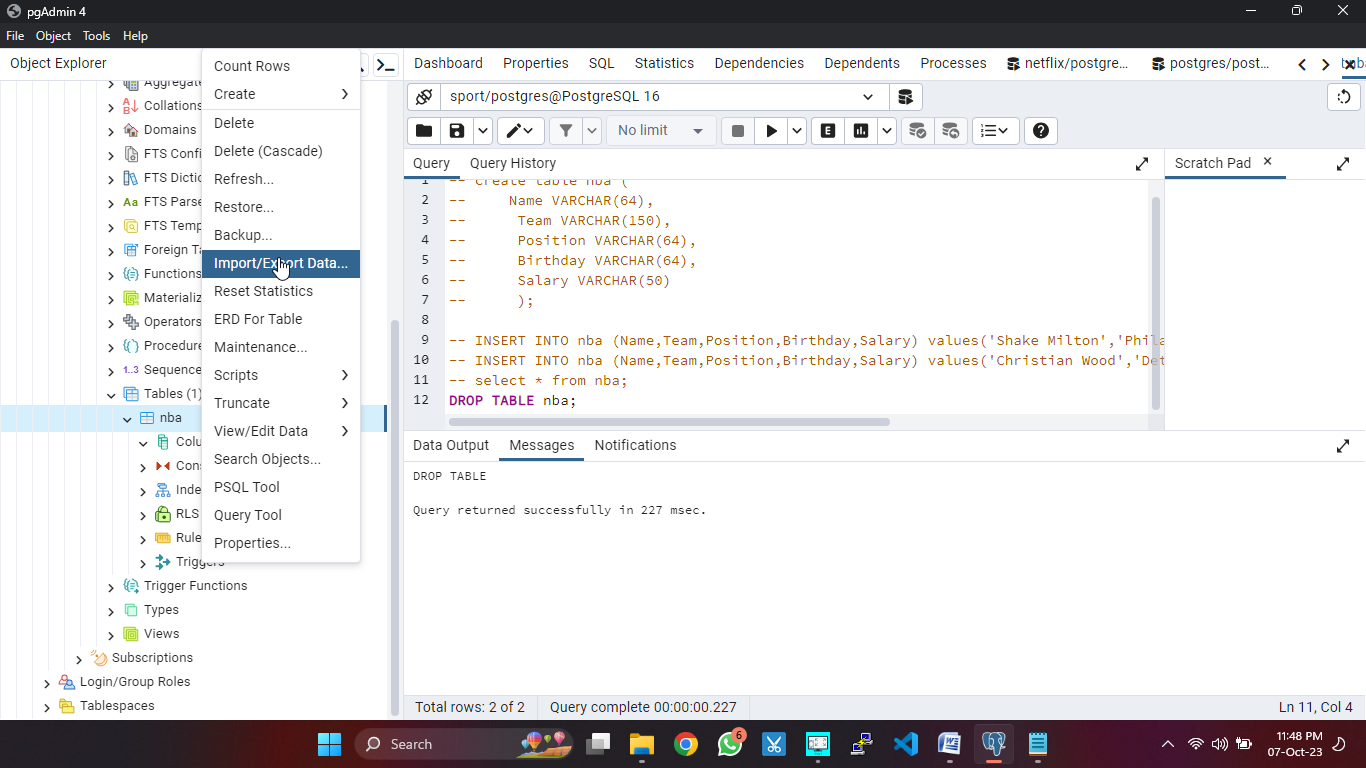 pgAdmin 4
File Object Tools Help
Object Explorer
Aggregate
Collations
Domains
FTS Confi
FTS Dictio
FTS Parse
FTS Temp
Foreign Ta
Functions
Materializ
Operators
Procedure
1..3 Sequence
Tables (1)
nba
Colu
Con
Inde
RLS
Rule
Triggers
Trigger Functions
Types
Views
Subscriptions
Login/Group Roles
Tablespaces
Count Rows
Create
Delete
Delete (Cascade)
Refresh...
Restore...
Backup...
Import/Export Data...
Reset Statistics
ERD For Table
Maintenance...
Scripts
Truncate
View/Edit Data
Search Objects...
PSQL Tool
Query Tool
Properties...
Dashboard Properties SQL Statistics Dependencies Dependents Processes netflix/postgre... postgres/post...
sport/postgres@PostgreSQL 16
No limit
Query Query History
Scratch Pad
1 -- create table nba (
2 -- Name VARCHAR(64),
3 -- Team VARCHAR(150),
4 -- Position VARCHAR(64),
5 -- Birthday VARCHAR(64),
6 -- Salary VARCHAR(50)
7 -- );
8
9 -- INSERT INTO nba (Name,Team,Position,Birthday,Salary) values('Shake Milton','Phila
10 -- INSERT INTO nba (Name,Team,Position,Birthday,Salary) values('Christian Wood','Det
11 -- select * from nba;
12 DROP TABLE nba;
Data Output Messages Notifications
DROP TABLE
Query returned successfully in 227 msec.
Total rows: 2 of 2 Query complete 00:00:00.227 Ln 11, Col 4
Search
6
11:48 PM
07-Oct-23